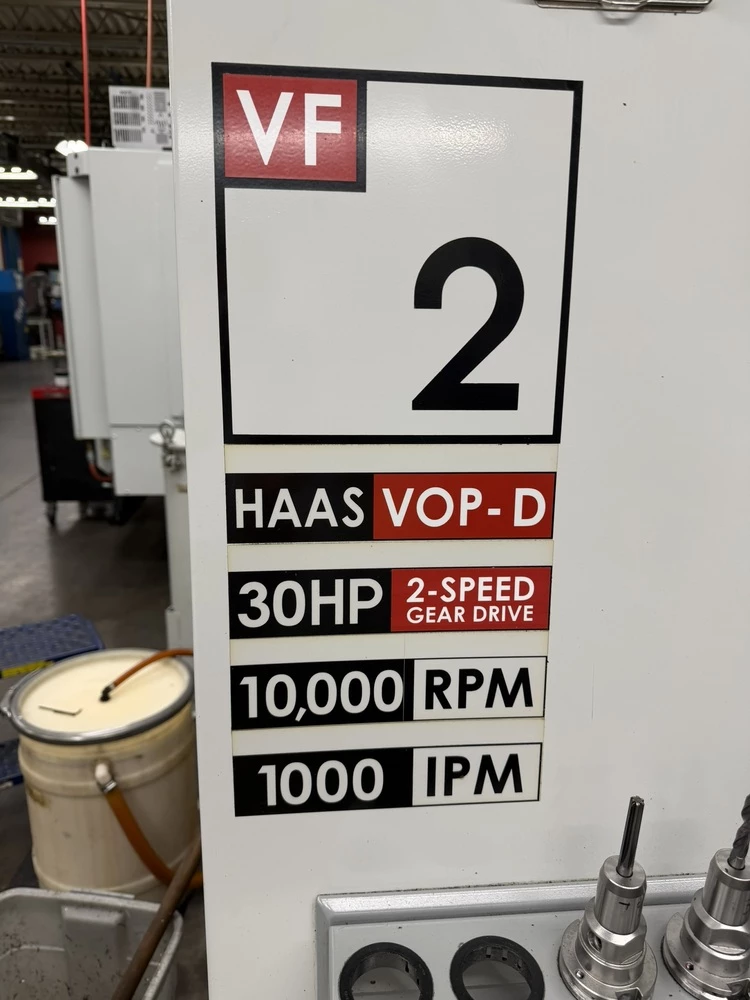 VF
2
HAAS VOP-D
30HP 2-SPEED
GEAR DRIVE
10,000 RPM
1000 IPM